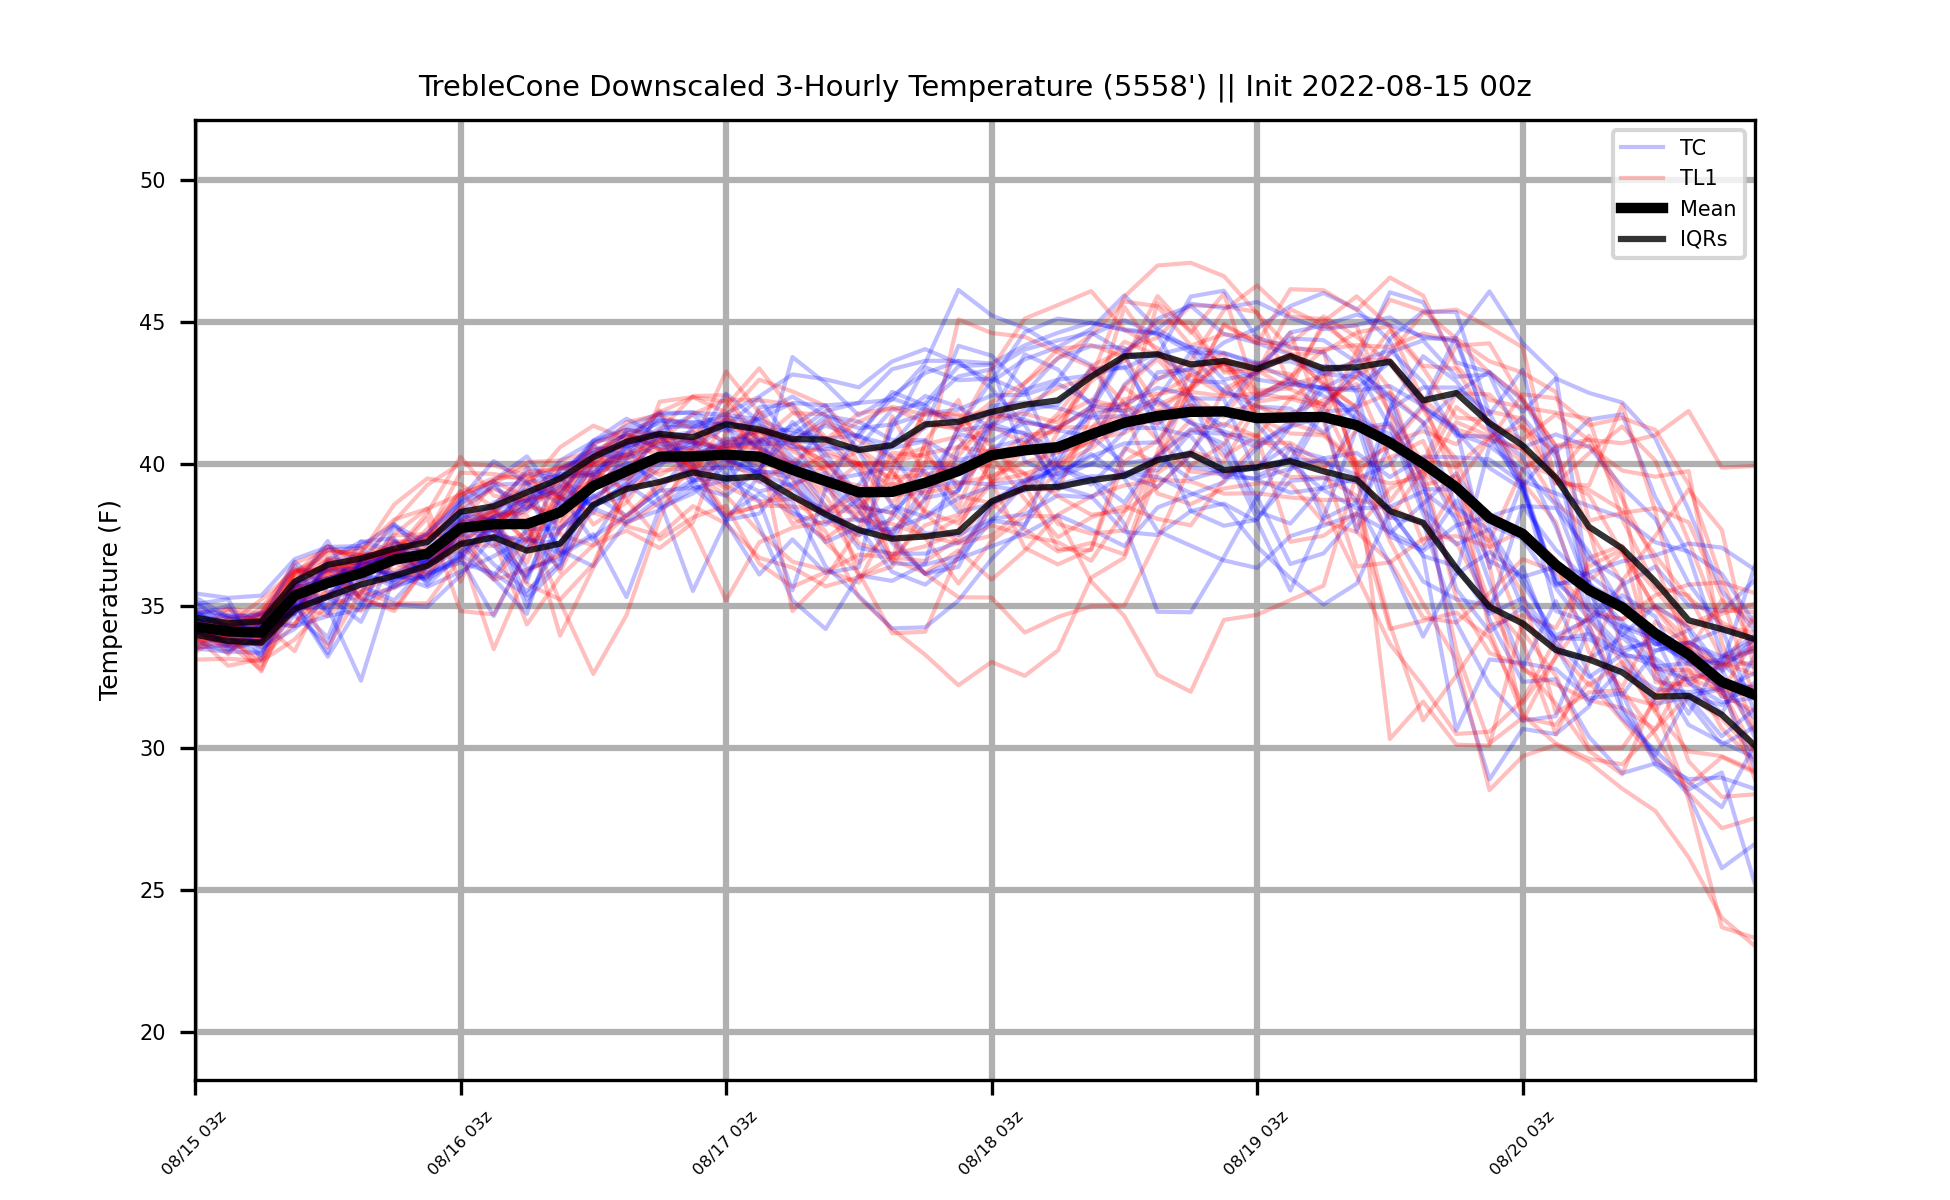 TrebleCone Downscaled 3-Hourly Temperature (5558') || Init 2022-08-15 00z
TC
TL1
Mean
IQRs
Temperature (F)
50
45
40
35
30
25
20
08/15 03z
08/16 03z
08/17 03z
08/18 03z
08/19 03z
08/20 03z